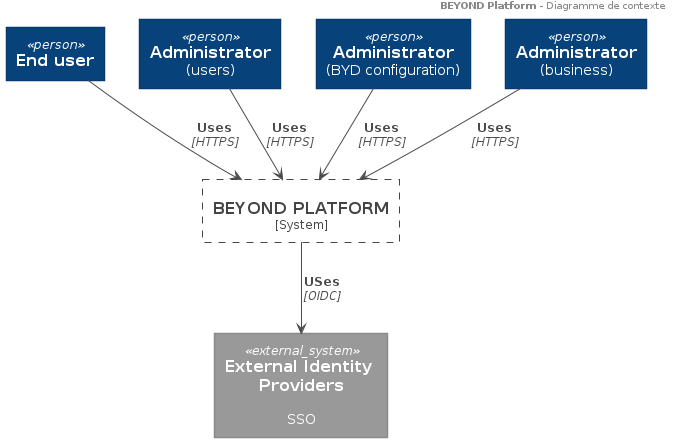 BEYOND Platform - Diagramme de contexte
«person»
End user
«person»
Administrator
(users)
«person»
Administrator
(BYD configuration)
«person»
Administrator
(business)
Uses
[HTTPS]
Uses
[HTTPS]
Uses
[HTTPS]
Uses
[HTTPS]
BEYOND PLATFORM
[System]
USes
[OIDC]
«external_system»
External Identity
Providers
SSO